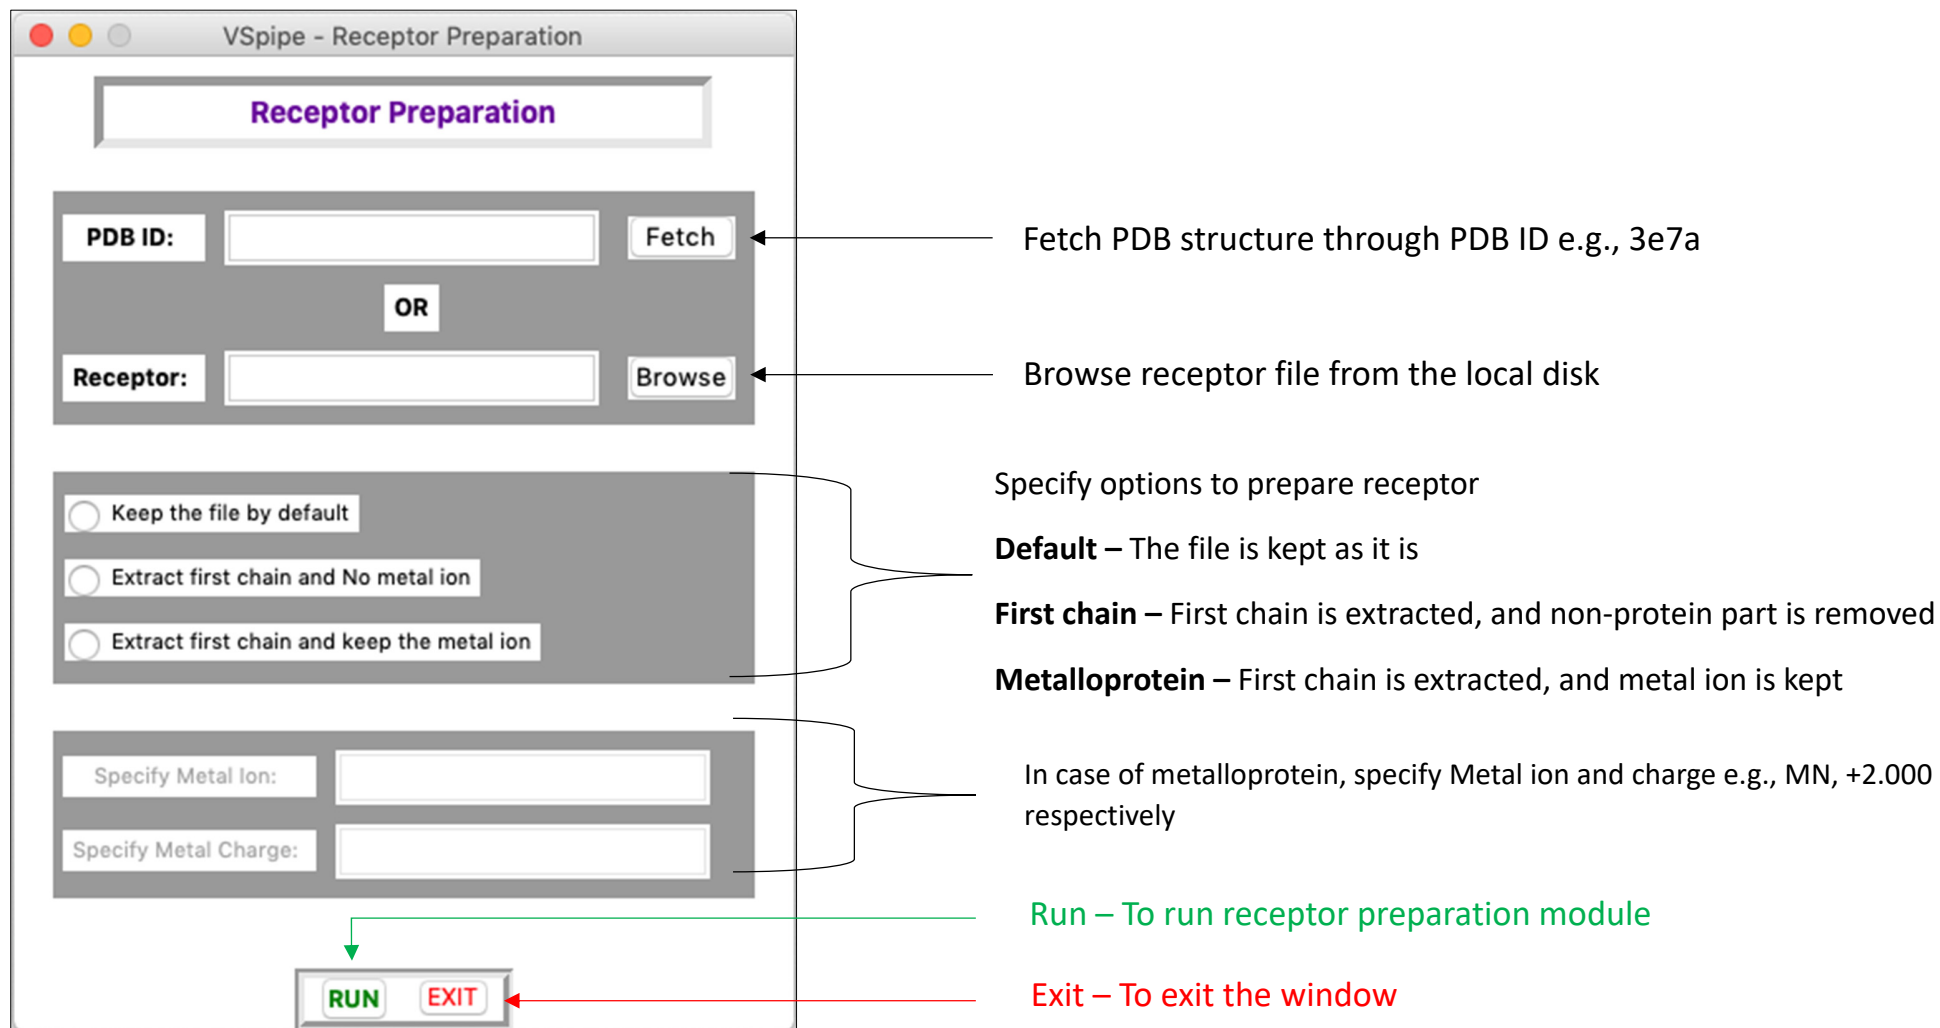 VSpipe - Receptor Preparation
Receptor Preparation
PDB ID:
Fetch
Fetch PDB structure through PDB ID e.g., 3e7a
OR
Receptor:
Browse
Browse receptor file from the local disk
Keep the file by default
Extract first chain and No metal ion
Extract first chain and keep the metal ion
Specify options to prepare receptor
Default – The file is kept as it is
First chain – First chain is extracted, and non-protein part is removed
Metalloprotein – First chain is extracted, and metal ion is kept
Specify Metal Ion:
Specify Metal Charge:
In case of metalloprotein, specify Metal ion and charge e.g., MN, +2.000
respectively
Run – To run receptor preparation module
RUN
EXIT
Exit – To exit the window